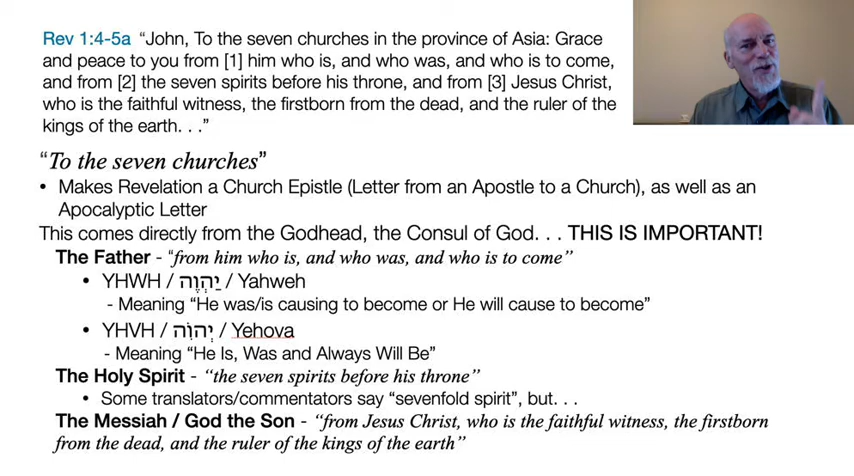 Rev 1:4-5a “John, To the seven churches in the province of Asia: Grace
and peace to you from [1] him who is, and who was, and who is to come,
and from [2] the seven spirits before his throne, and from [3] Jesus Christ,
who is the faithful witness, the firstborn from the dead, and the ruler of the
kings of the earth. . .”
“To the seven churches”
• Makes Revelation a Church Epistle (Letter from an Apostle to a Church), as well as an
Apocalyptic Letter
This comes directly from the Godhead, the Consul of God. . . THIS IS IMPORTANT!
The Father - “from him who is, and who was, and who is to come”
• YHWH / יַהְוֶה / Yahweh
- Meaning “He was/is causing to become or He will cause to become”
• YHVH / יְהוֹה / Yehova
- Meaning “He Is, Was and Always Will Be”
The Holy Spirit - “the seven spirits before his throne”
• Some translators/commentators say “sevenfold spirit”, but. . .
The Messiah / God the Son - “from Jesus Christ, who is the faithful witness, the firstborn
from the dead, and the ruler of the kings of the earth”